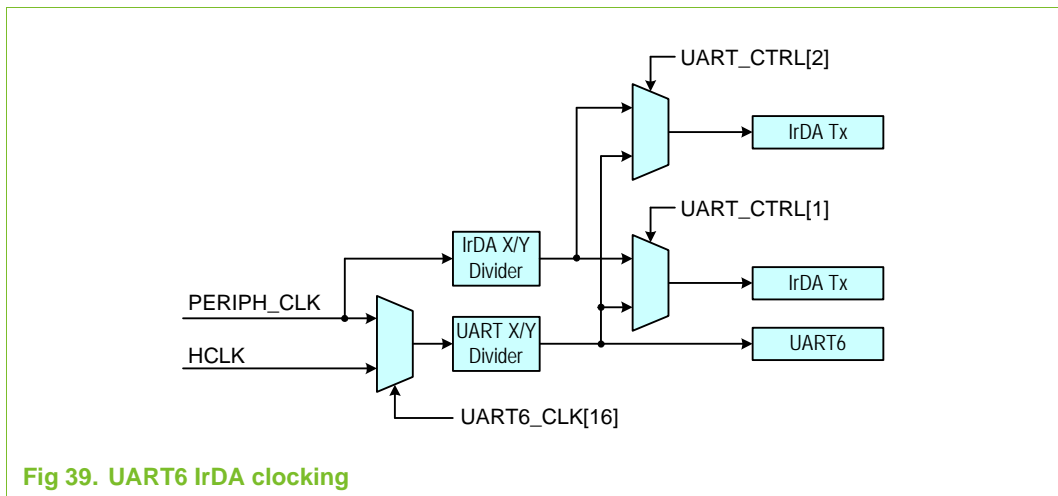 UART_CTRL[2]
IrDA Tx
UART_CTRL[1]
IrDA X/Y
Divider
IrDA Tx
PERIPH_CLK
UART X/Y
Divider
UART6
HCLK
UART6_CLK[16]
Fig 39. UART6 IrDA clocking